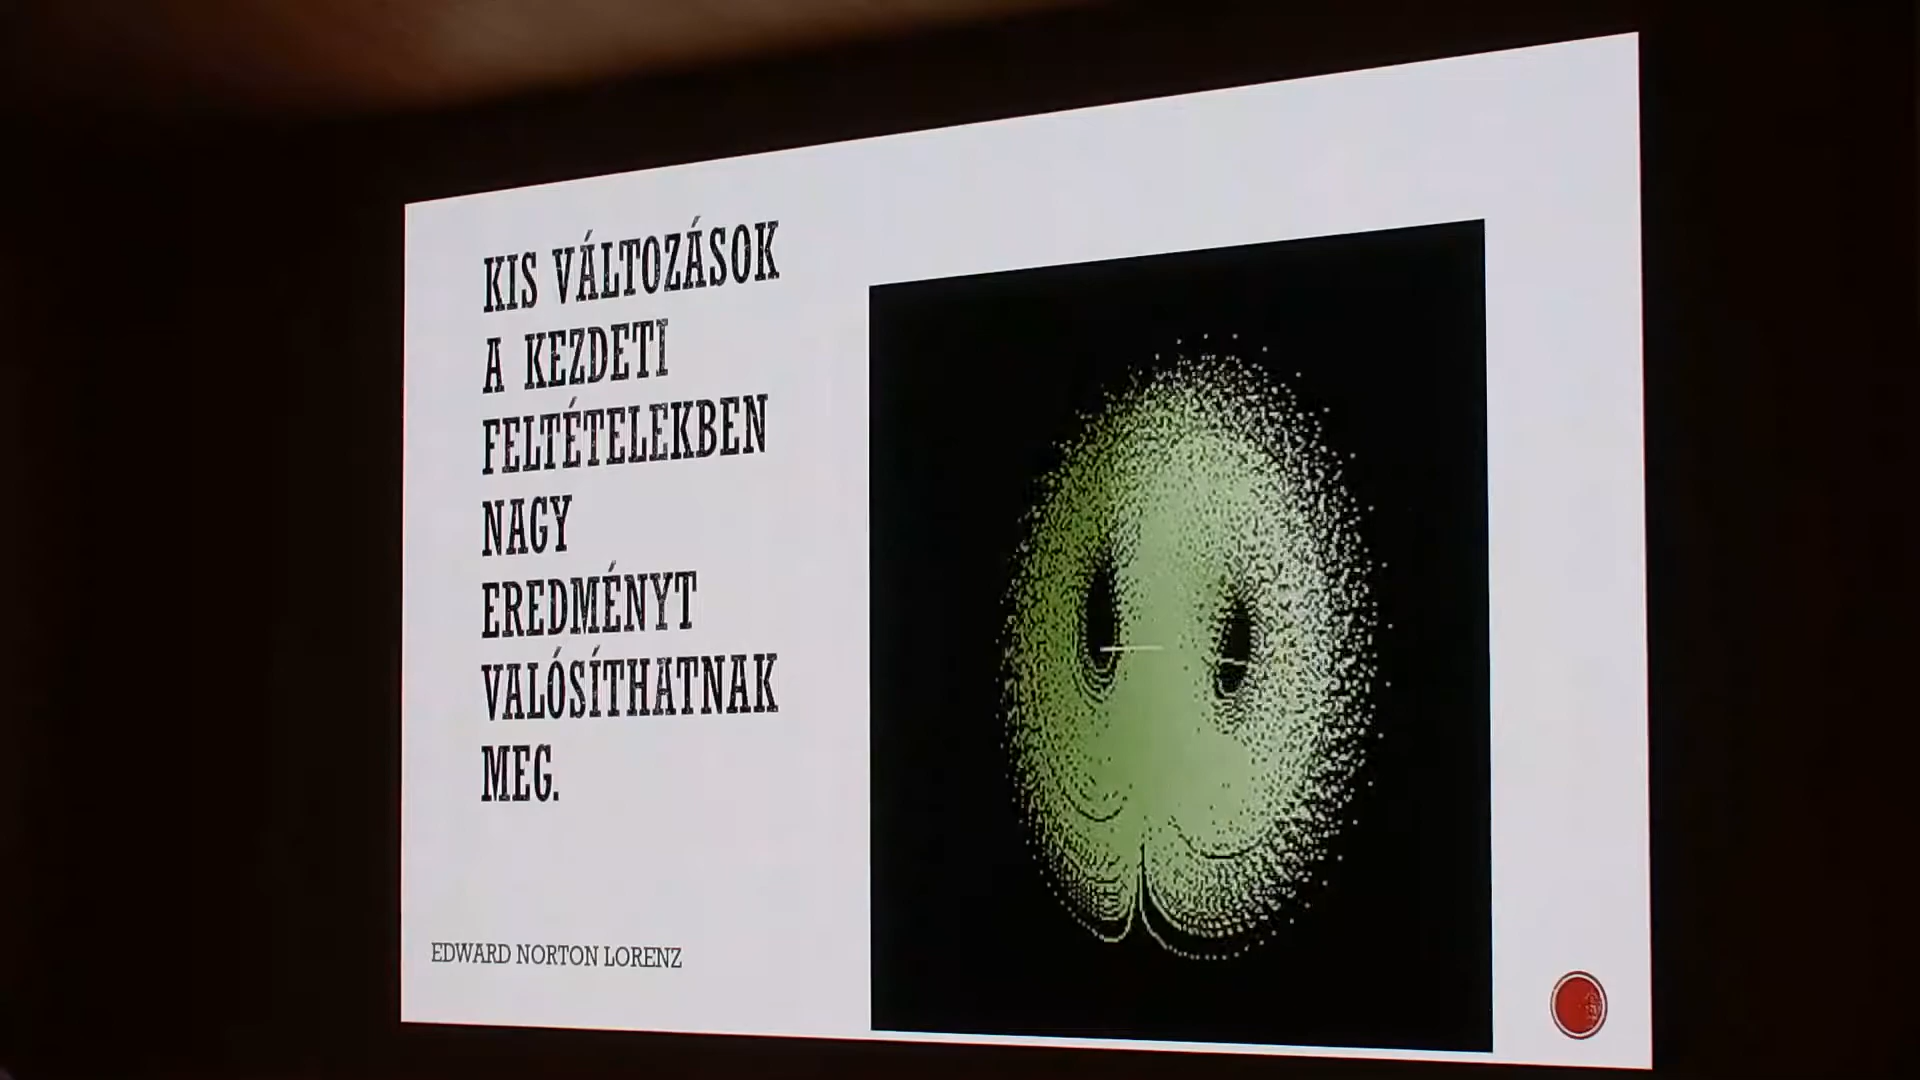 KIS VÁLTOZÁSOK
A KEZDETI
FELTÉTELEKBEN
NAGY
EREDMÉNYT
VALÓSÍTHATNAK
MEG.
EDWARD NORTON LORENZ